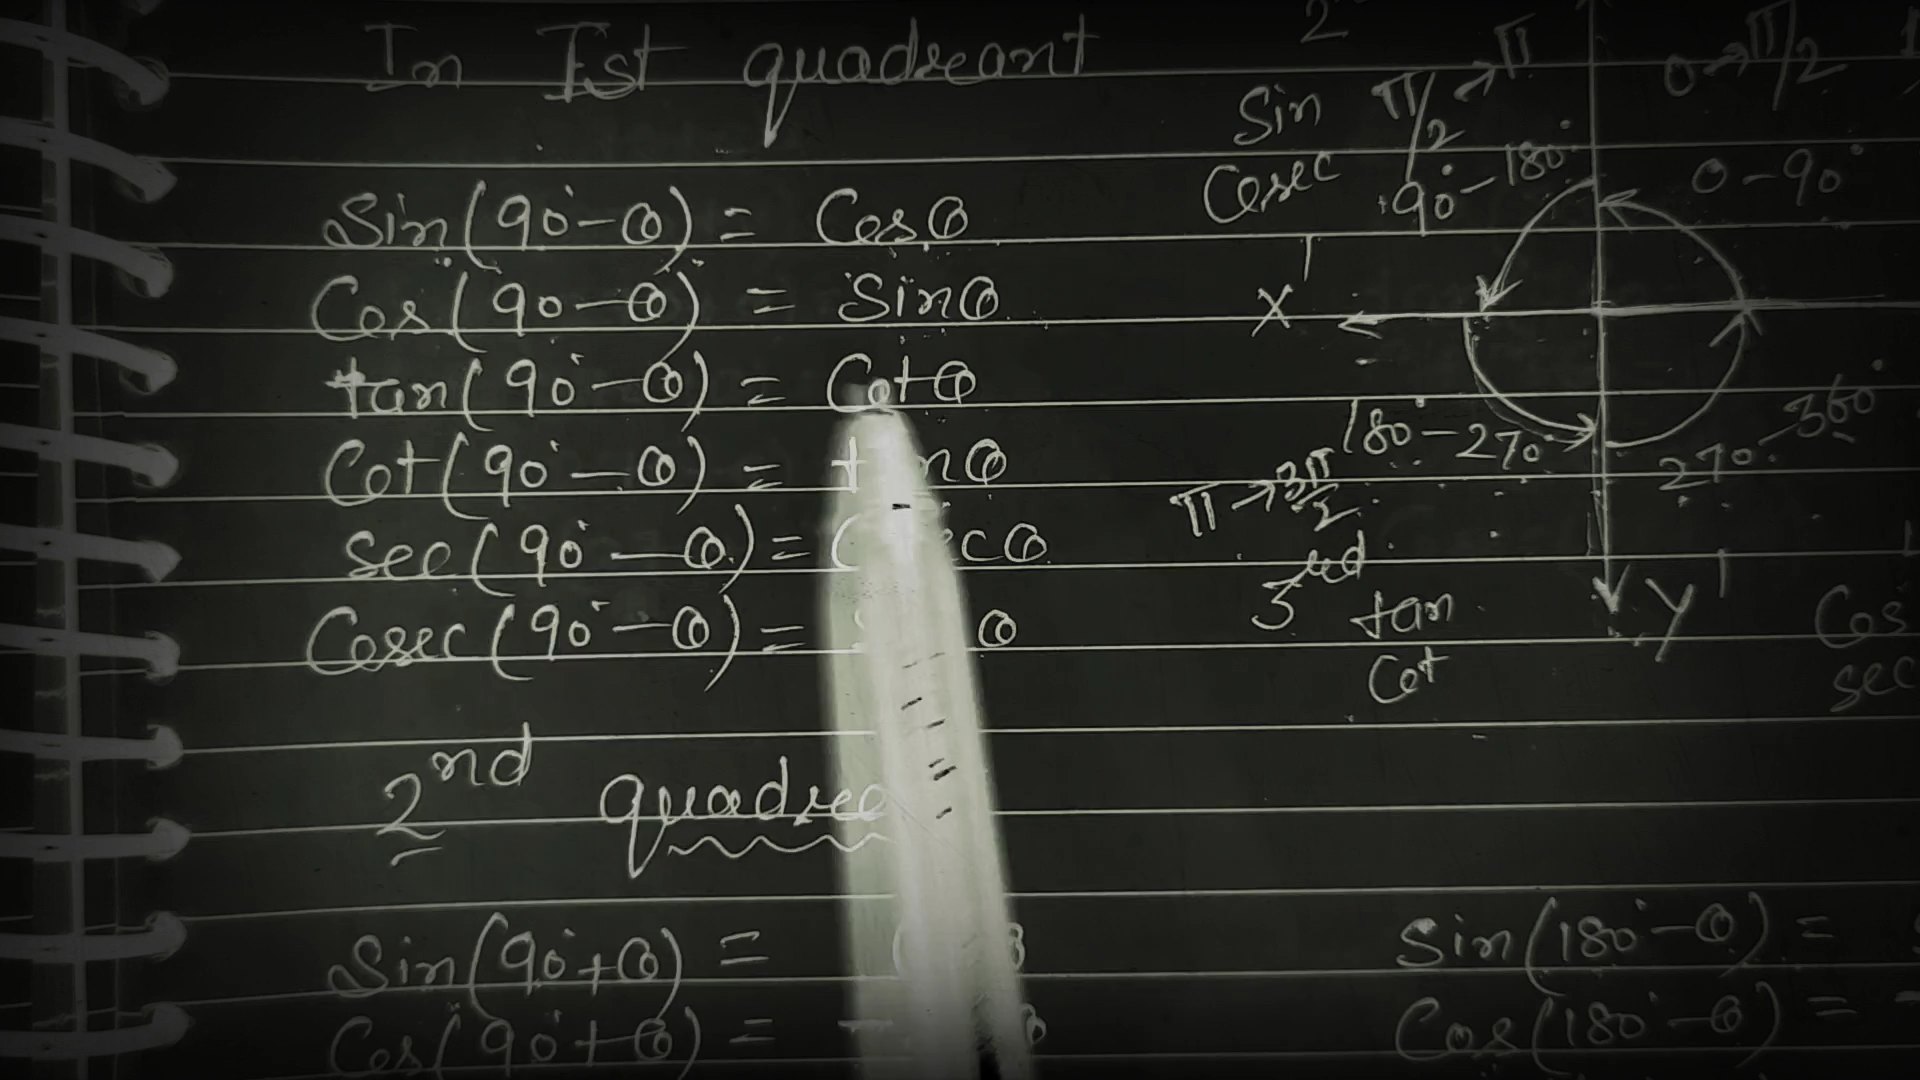 In Ist quadrant
Sin(90°-θ) = Cosθ
Cos(90-θ) = Sinθ
tan(90°-θ) = Cotθ
Cot(90°-θ) = t nθ
sec(90°-θ) = C ecθ
Cosec(90°-θ) = θ
2nd quadra
Sin(90°+θ) =
Cos(90+θ) = -
2
Sin
Cosec
π/2 → π
90°-180°
0→π/2
0-90°
X'
180°-270°
270-360°
π→3π/2
3rd
tan
Cot
Y'
Cos
sec
Sin(180°-θ) =
Cos(180°-θ) = -